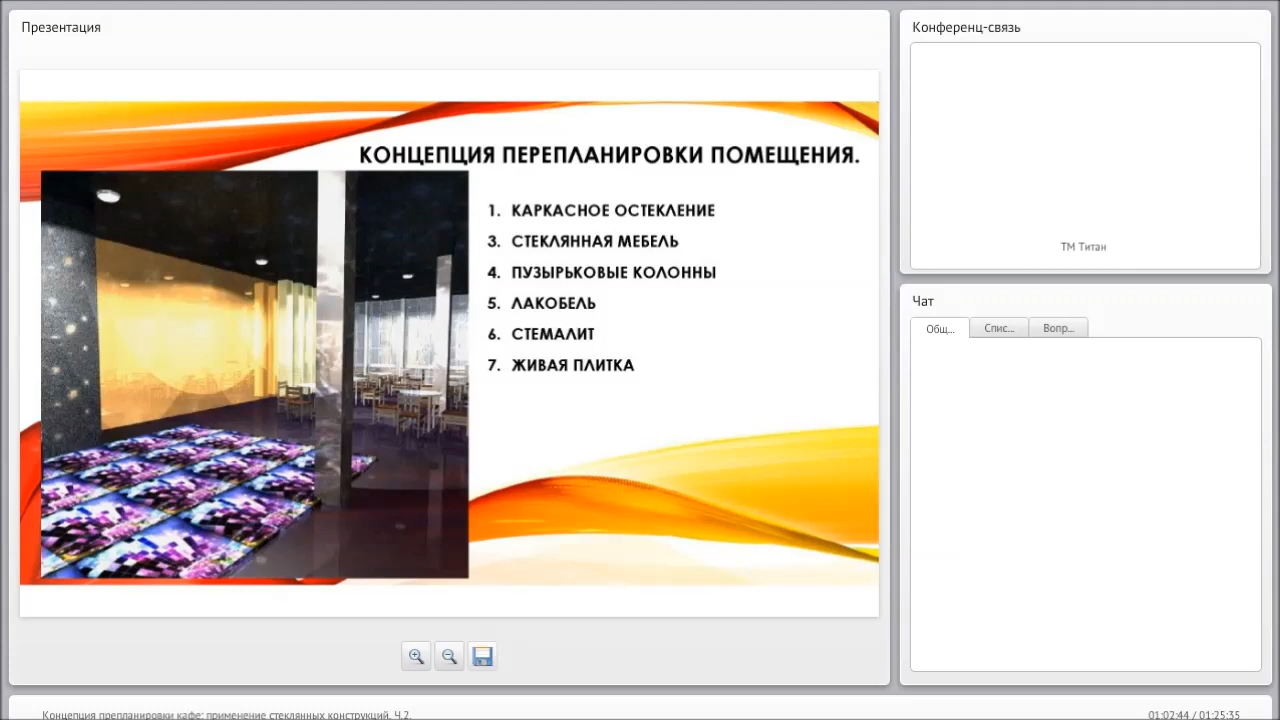 Презентация
КОНЦЕПЦИЯ ПЕРЕПЛАНИРОВКИ ПОМЕЩЕНИЯ.
1. КАРКАСНОЕ ОСТЕКЛЕНИЕ
3. СТЕКЛЯННАЯ МЕБЕЛЬ
4. ПУЗЫРЬКОВЫЕ КОЛОННЫ
5. ЛАКОБЕЛЬ
6. СТЕМАЛИТ
7. ЖИВАЯ ПЛИТКА
Конференц-связь
ТМ Титан
Чат
Общ... Спис... Вопр...
Концепция препланировки кафе: применение стеклянных конструкций. Ч.2.
01:02:44 / 01:25:35